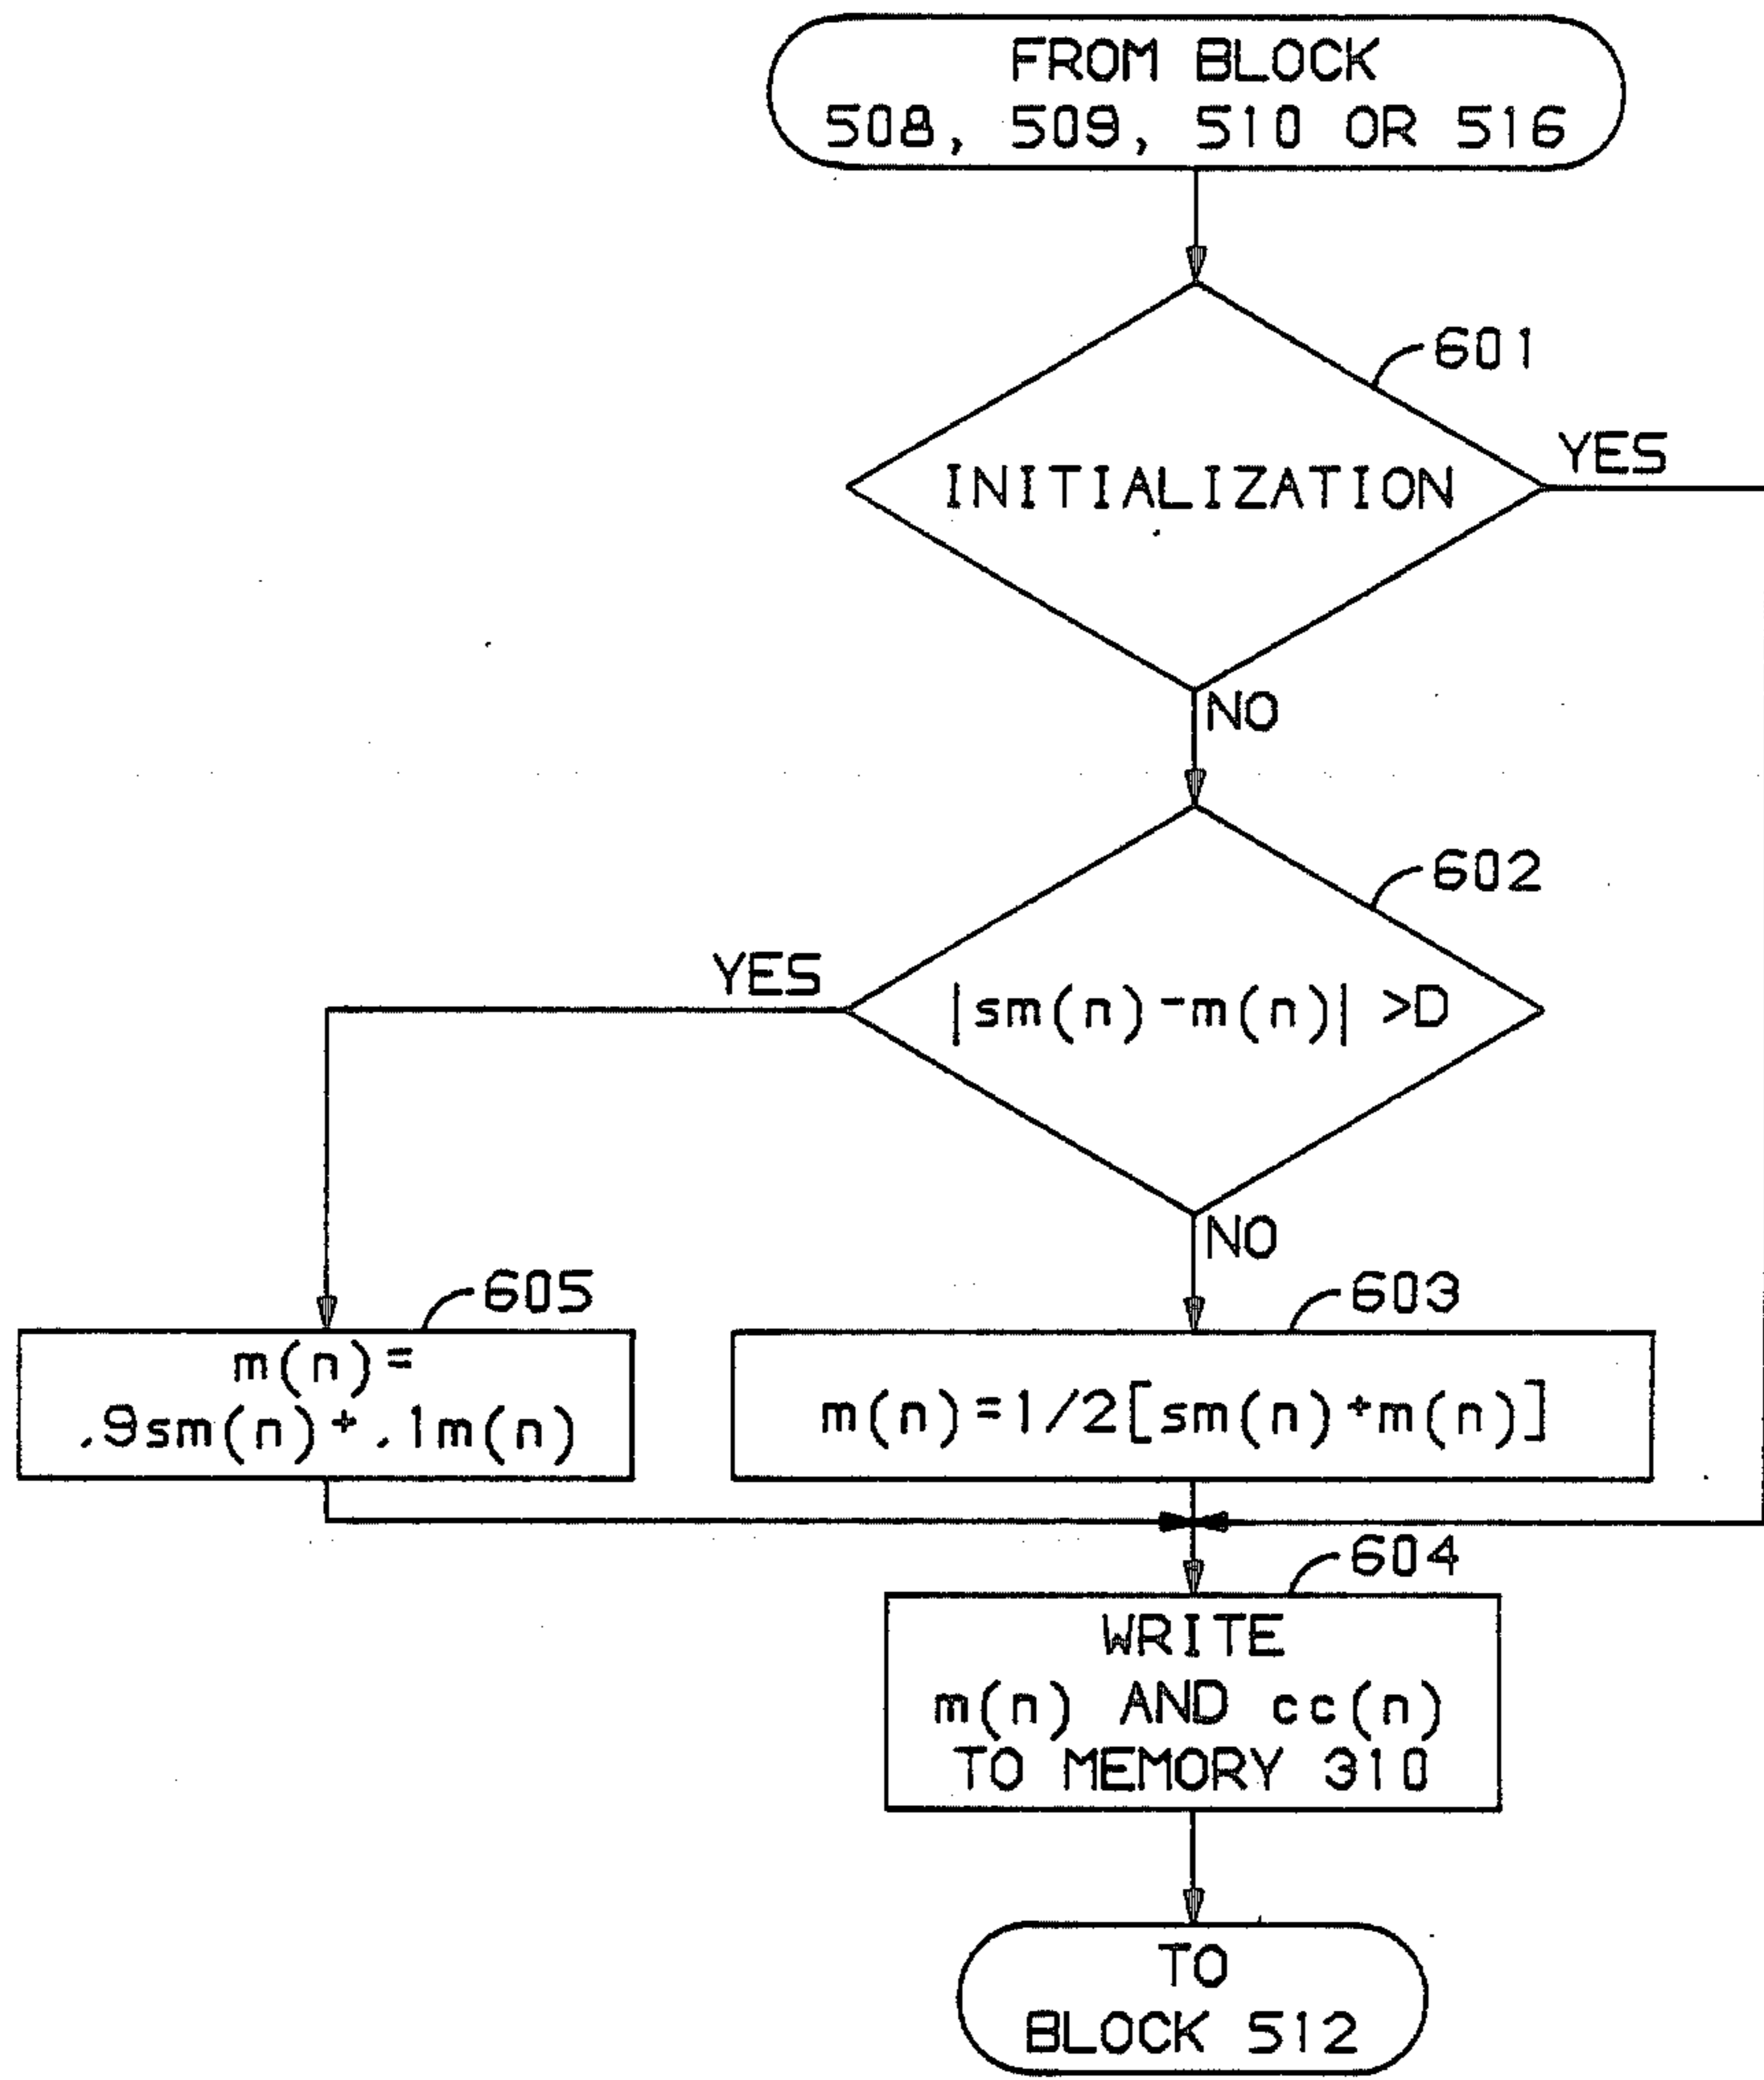 FROM BLOCK
508, 509, 510 OR 516
601
YES
INITIALIZATION
NO
602
YES
|sm(n)-m(n)| >D
NO
605
603
m(n)=
.9sm(n)+.1m(n)
m(n)=1/2[sm(n)+m(n)]
604
WRITE
m(n) AND cc(n)
TO MEMORY 310
TO
BLOCK 512